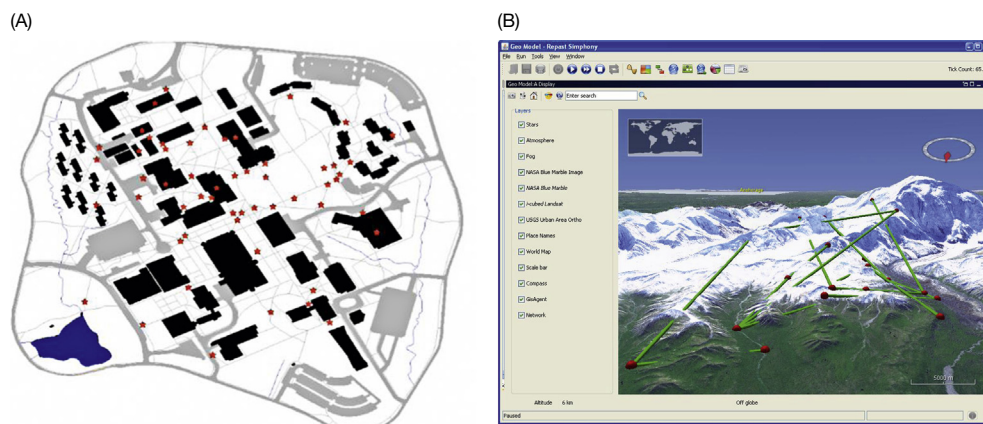 (A)
(B)
Geo Model - Repast Simphony
File Run Tools View Window
Tick Count: 65.
Geo Model A Display
Enter search
Layers
Stars
Atmosphere
Fog
NASA Blue Marble Image
NASA Blue Marble
i-cubed Landsat
USGS Urban Area Ortho
Place Names
World Map
Scale bar
Compass
GisAgent
Network
5000 m
Altitude 6 km
Off globe
Paused